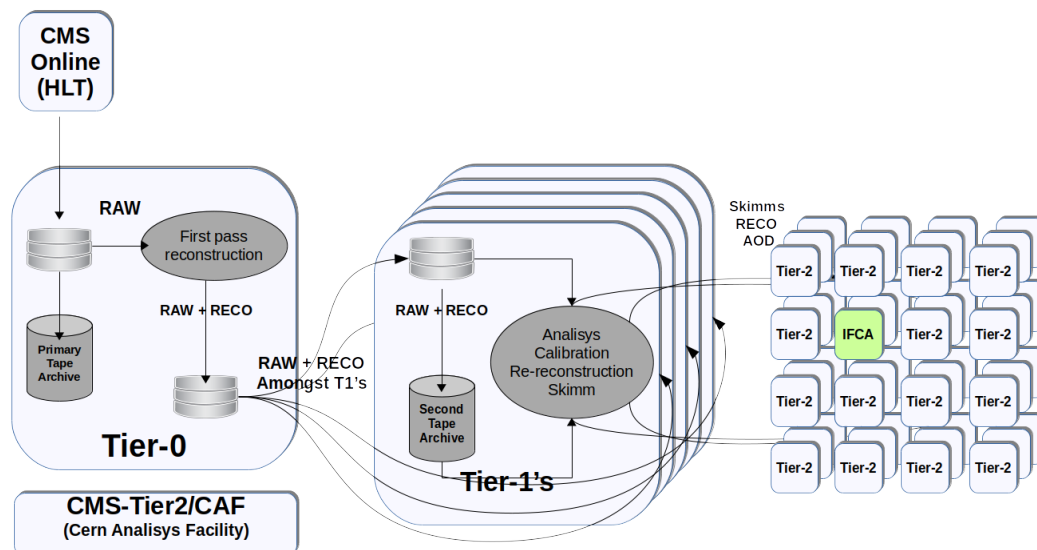 CMS
Online
(HLT)
RAW
First pass
reconstruction
RAW + RECO
Primary
Tape
Archive
Tier-0
CMS-Tier2/CAF
(Cern Analisys Facility)
RAW + RECO
Amongst T1's
RAW + RECO
Analisys
Calibration
Re-reconstruction
Skimm
Second
Tape
Archive
Tier-1's
Skimms
RECO
AOD
Tier-2 Tier-2 Tier-2 Tier-2
Tier-2 IFCA Tier-2 Tier-2
Tier-2 Tier-2 Tier-2 Tier-2
Tier-2 Tier-2 Tier-2 Tier-2